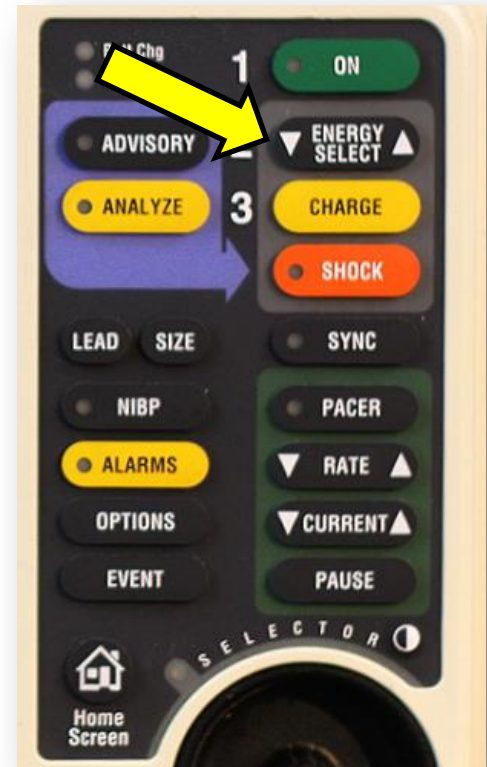 Chg
1 ON
ADVISORY ▼ ENERGY SELECT ▲
ANALYZE 3 CHARGE
SHOCK
LEAD SIZE SYNC
NIBP PACER
ALARMS ▼ RATE ▲
OPTIONS ▼ CURRENT ▲
EVENT PAUSE
SELECTOR
Home
Screen